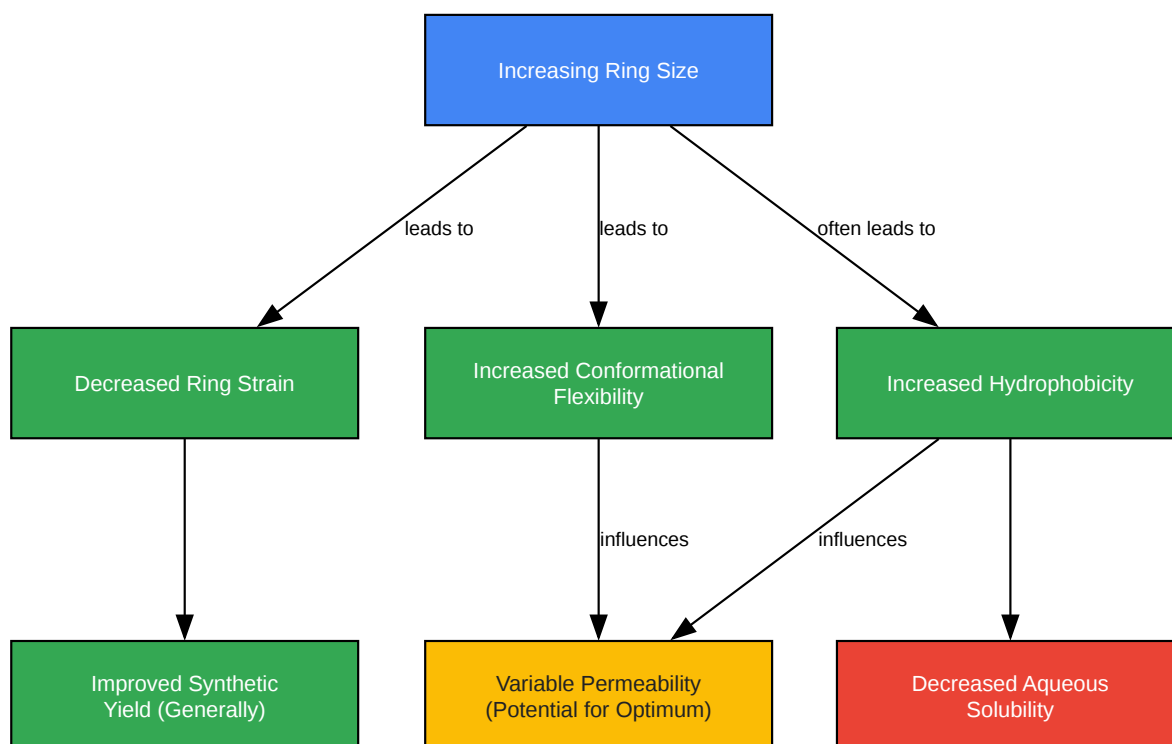 Increasing Ring Size
leads to
leads to
often leads to
Decreased Ring Strain
Increased Conformational
Flexibility
Increased Hydrophobicity
influences
influences
Improved Synthetic
Yield (Generally)
Variable Permeability
(Potential for Optimum)
Decreased Aqueous
Solubility